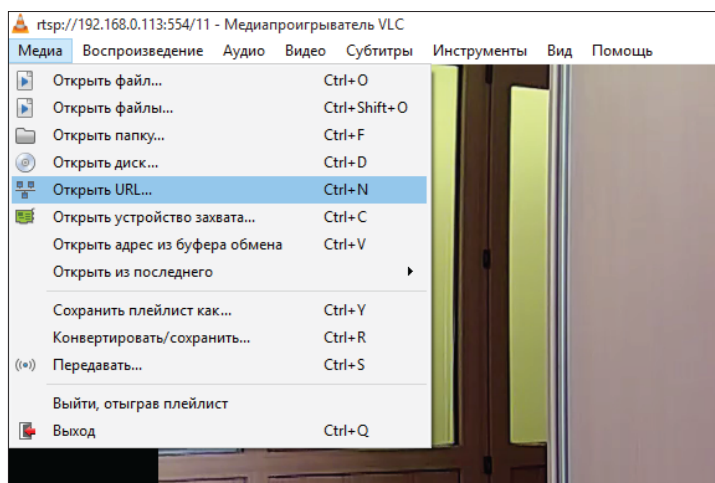 rtsp://192.168.0.113:554/11 - Медиапроигрыватель VLC
Медиа Воспроизведение Аудио Видео Субтитры Инструменты Вид Помощь
Открыть файл... Ctrl+O
Открыть файлы... Ctrl+Shift+O
Открыть папку... Ctrl+F
Открыть диск... Ctrl+D
Открыть URL... Ctrl+N
Открыть устройство захвата... Ctrl+C
Открыть адрес из буфера обмена Ctrl+V
Открыть из последнего
Сохранить плейлист как... Ctrl+Y
Конвертировать/сохранить... Ctrl+R
Передавать... Ctrl+S
Выйти, отыграв плейлист
Выход Ctrl+Q